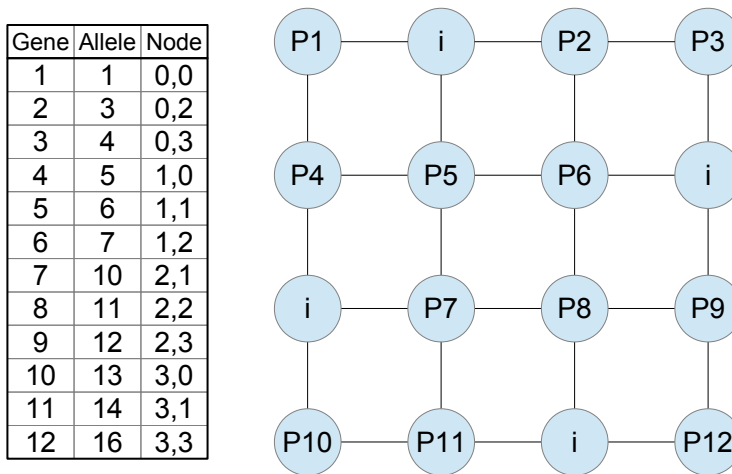 Gene Allele Node
1 1 0,0
2 3 0,2
3 4 0,3
4 5 1,0
5 6 1,1
6 7 1,2
7 10 2,1
8 11 2,2
9 12 2,3
10 13 3,0
11 14 3,1
12 16 3,3
P1 i P2 P3
P4 P5 P6 i
i P7 P8 P9
P10 P11 i P12